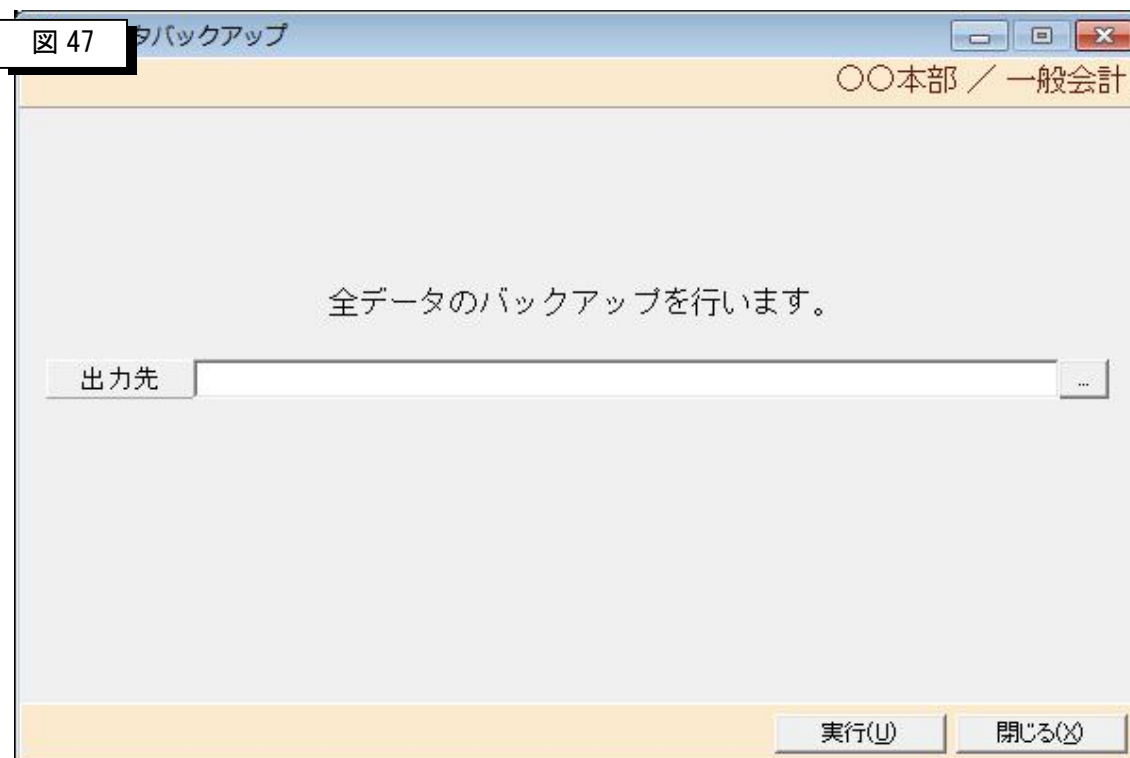 図 47
タバックアップ
〇〇本部 ／ 一般会計
全データのバックアップを行います。
出力先
...
実行(U)
閉じる(X)